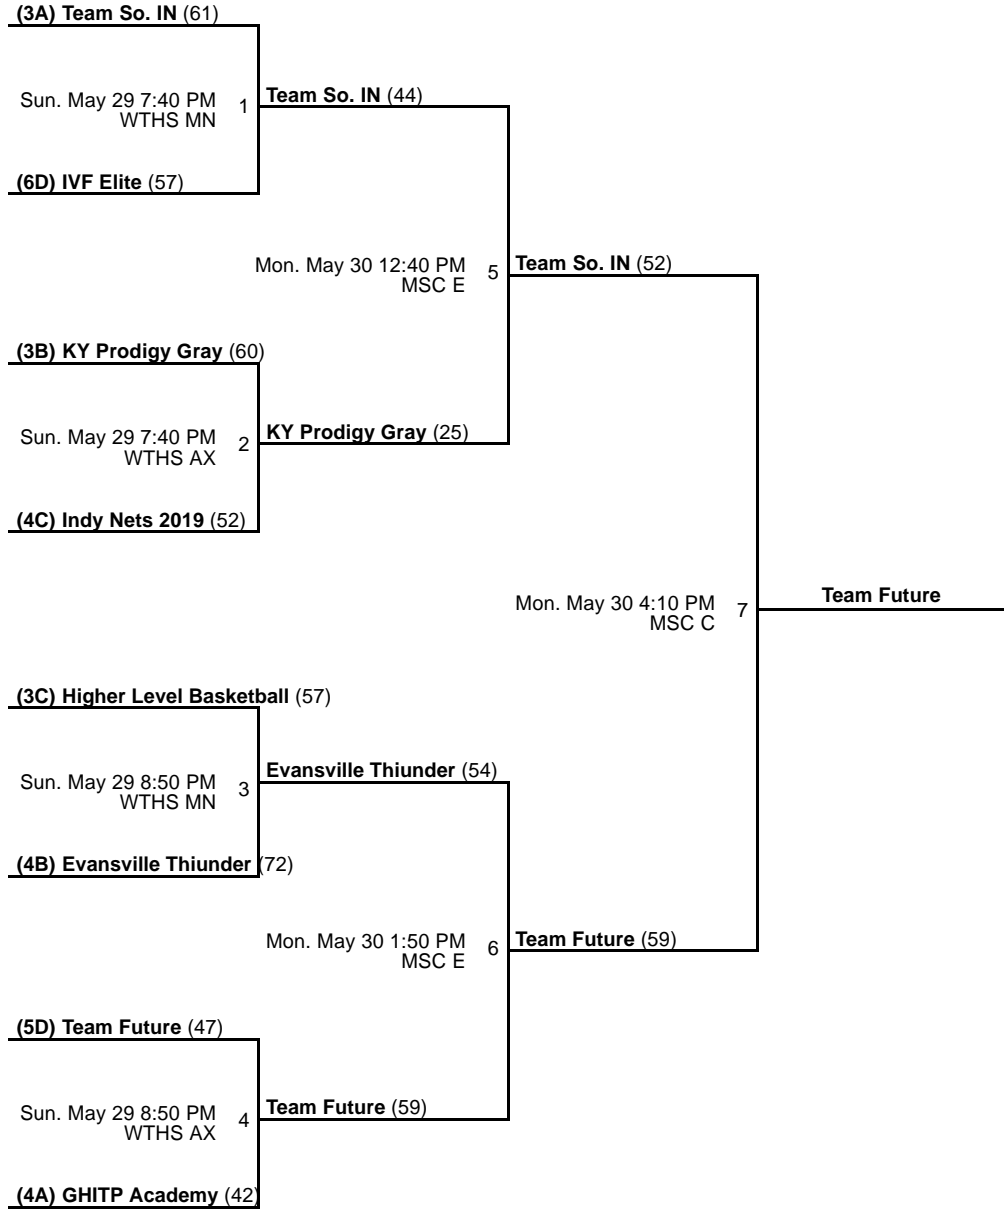 (3A) Team So. IN (61)
Team So. IN (44)
Sun. May 29 7:40 PM
1
WTHS MN
(6D) IVF Elite (57)
Mon. May 30 12:40 PM
5
Team So. IN (52)
MSC E
(3B) KY Prodigy Gray (60)
Sun. May 29 7:40 PM
2
KY Prodigy Gray (25)
WTHS AX
(4C) Indy Nets 2019 (52)
Mon. May 30 4:10 PM
7
Team Future
MSC C
(3C) Higher Level Basketball (57)
Evansville Thiunder (54)
Sun. May 29 8:50 PM
3
WTHS MN
(4B) Evansville Thiunder (72)
Mon. May 30 1:50 PM
6
Team Future (59)
MSC E
(5D) Team Future (47)
Sun. May 29 8:50 PM
4
Team Future (59)
WTHS AX
(4A) GHITP Academy (42)